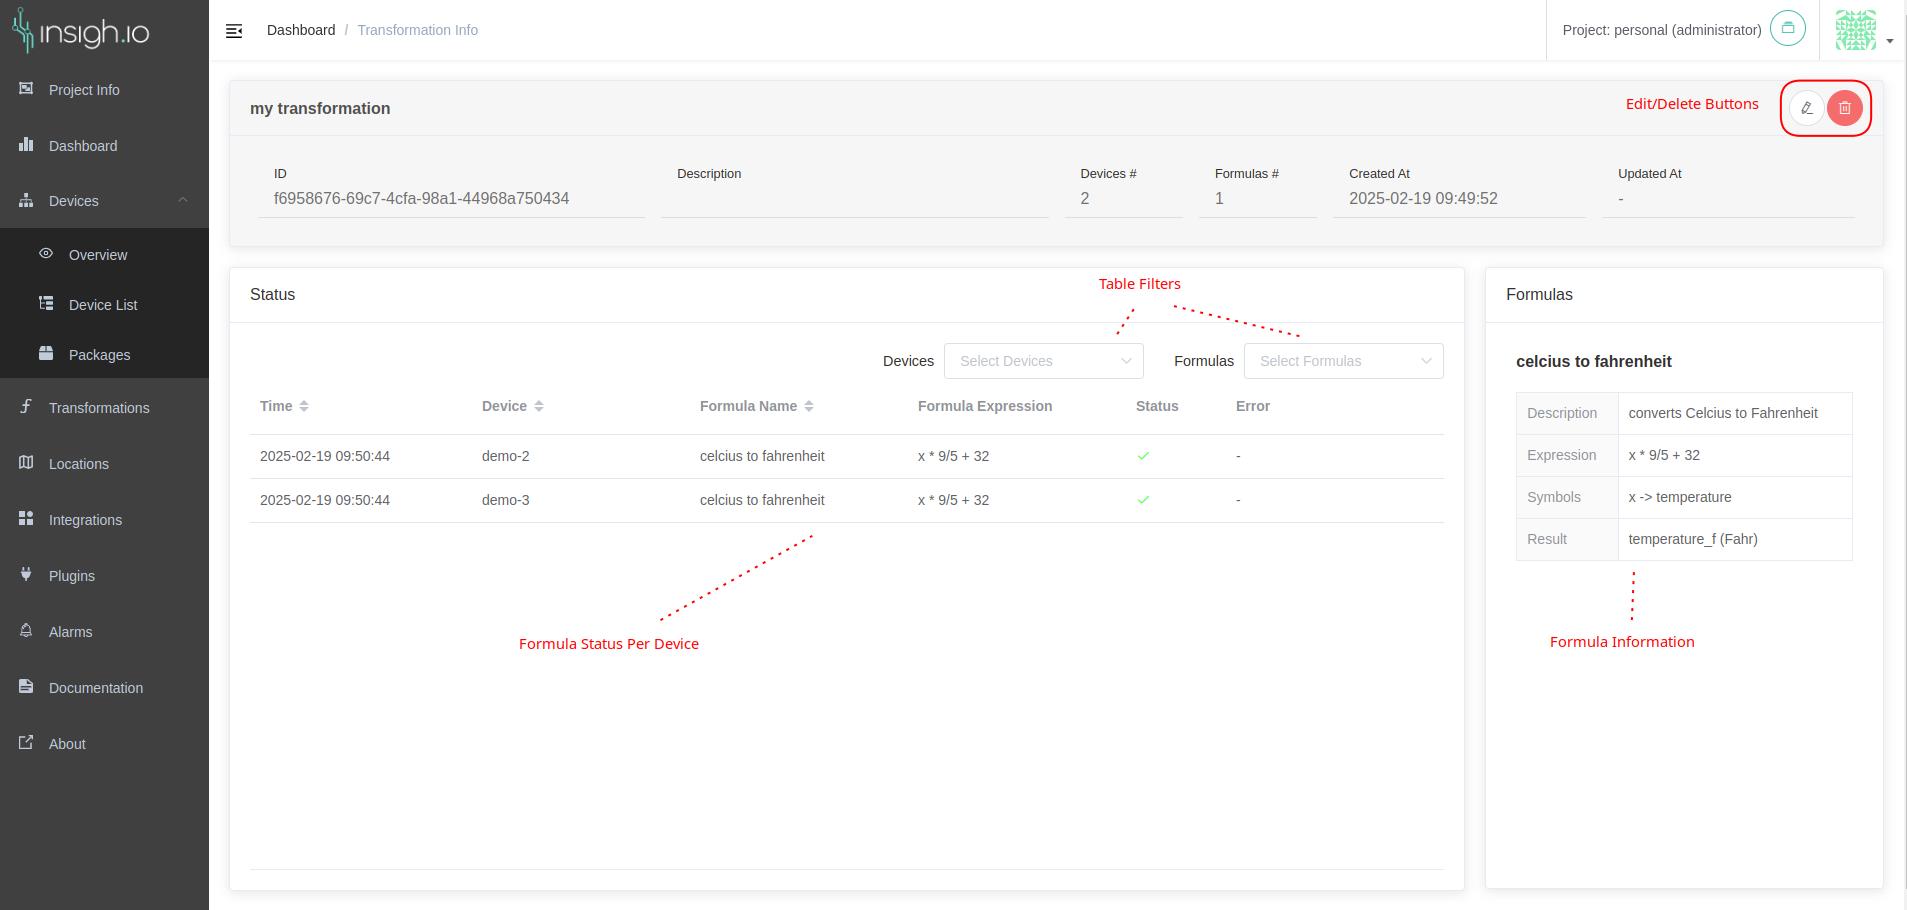 insigh.io
Dashboard / Transformation Info
Project: personal (administrator)
Project Info
Dashboard
Devices
Overview
Device List
Packages
Transformations
Locations
Integrations
Plugins
Alarms
Documentation
About
my transformation
Edit/Delete Buttons
ID Description Devices # Formulas # Created At Updated At
f6958676-69c7-4cfa-98a1-44968a750434 2 1 2025-02-19 09:49:52 -
Status
Table Filters
Devices Select Devices Formulas Select Formulas
Time Device Formula Name Formula Expression Status Error
2025-02-19 09:50:44 demo-2 celcius to fahrenheit x * 9/5 + 32 -
2025-02-19 09:50:44 demo-3 celcius to fahrenheit x * 9/5 + 32 -
Formula Status Per Device
Formulas
celcius to fahrenheit
Description converts Celcius to Fahrenheit
Expression x * 9/5 + 32
Symbols x -> temperature
Result temperature_f (Fahr)
Formula Information